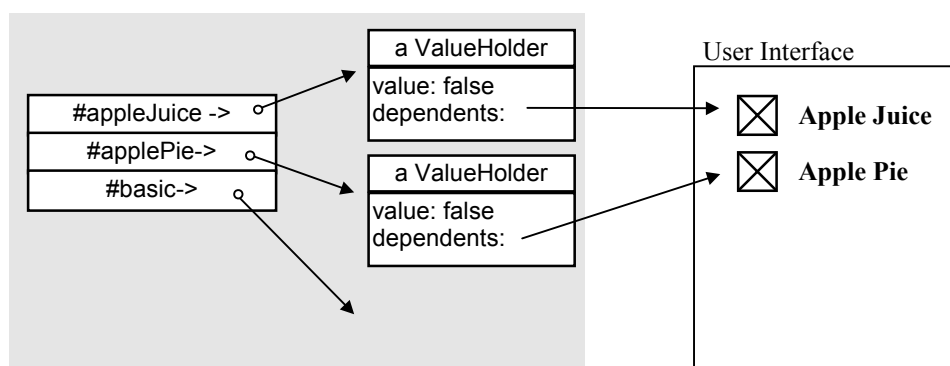 a ValueHolder
value: false
dependents:
#appleJuice ->
#applePie->
#basic->
a ValueHolder
value: false
dependents:
User Interface
Apple Juice
Apple Pie